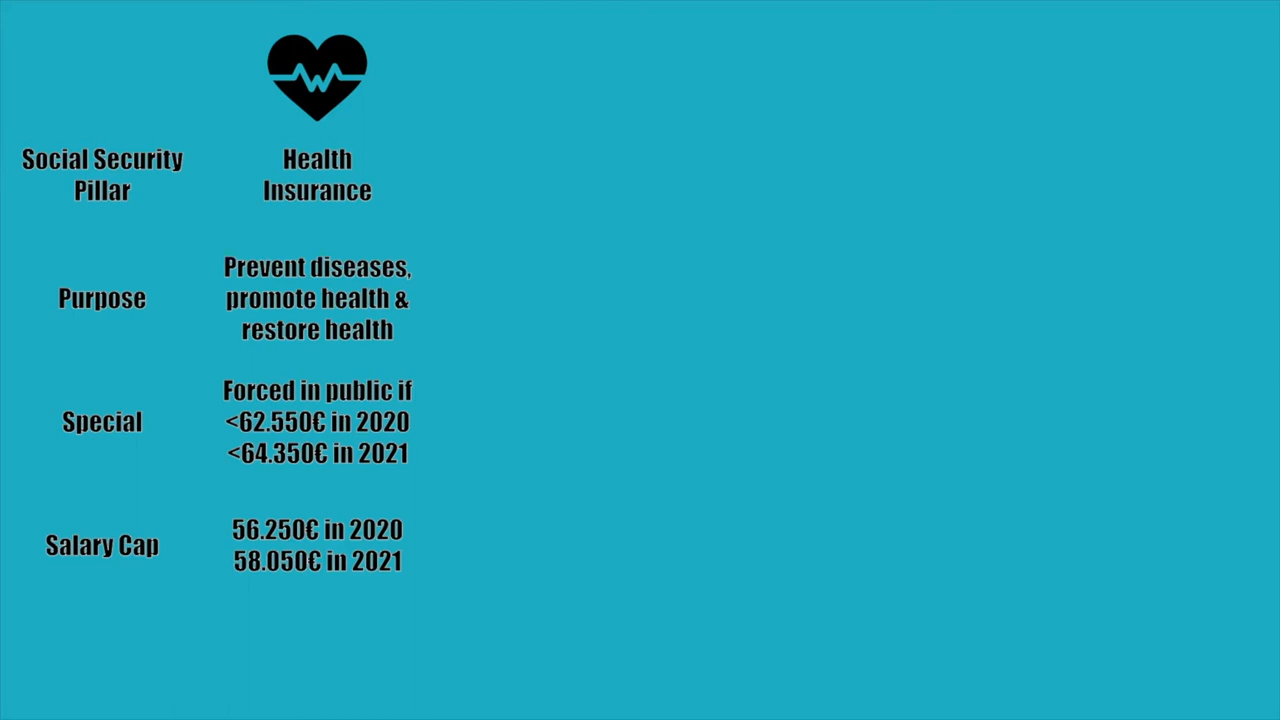 Social Security
Pillar
Health
Insurance
Purpose
Prevent diseases,
promote health &
restore health
Special
Forced in public if
<62.550€ in 2020
<64.350€ in 2021
Salary Cap
56.250€ in 2020
58.050€ in 2021